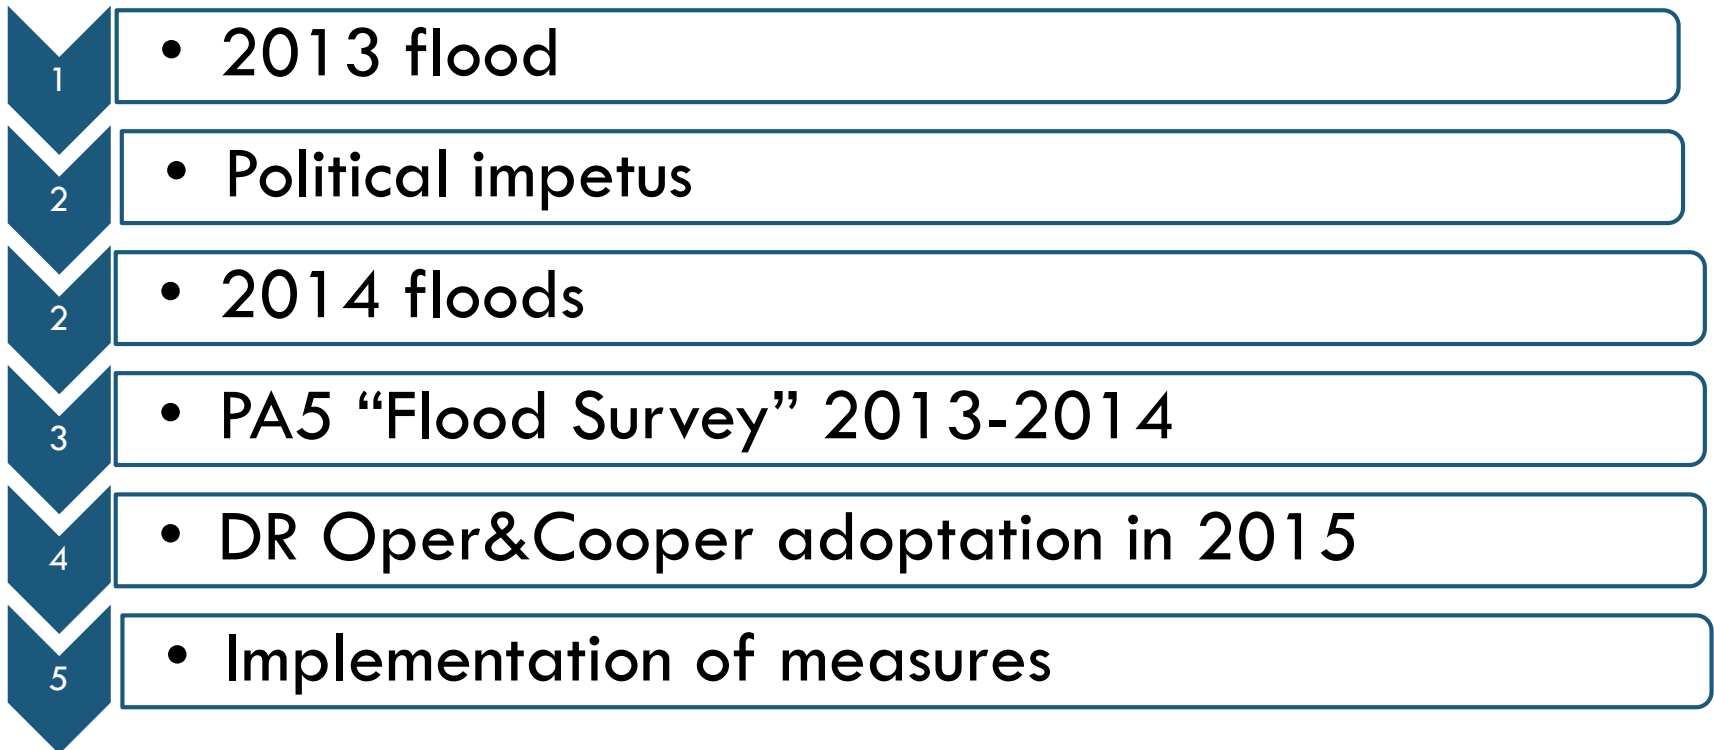 1 • 2013 flood
2 • Political impetus
2 • 2014 floods
3 • PA5 “Flood Survey” 2013-2014
4 • DR Oper&Cooper adoptation in 2015
5 • Implementation of measures